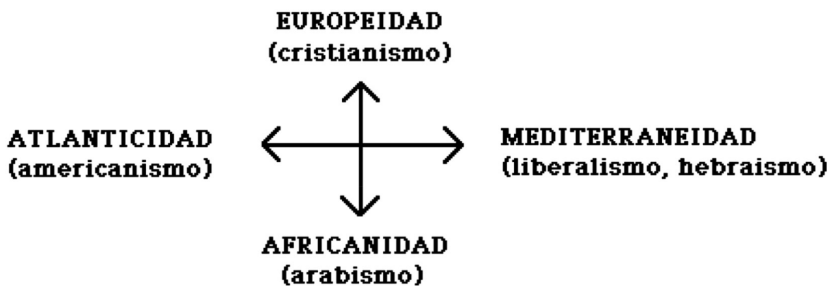 EUROPEIDAD
(cristianismo)
ATLANTICIDAD
(americanismo)
MEDITERRANEIDAD
(liberalismo, hebraismo)
AFRICANIDAD
(arabismo)